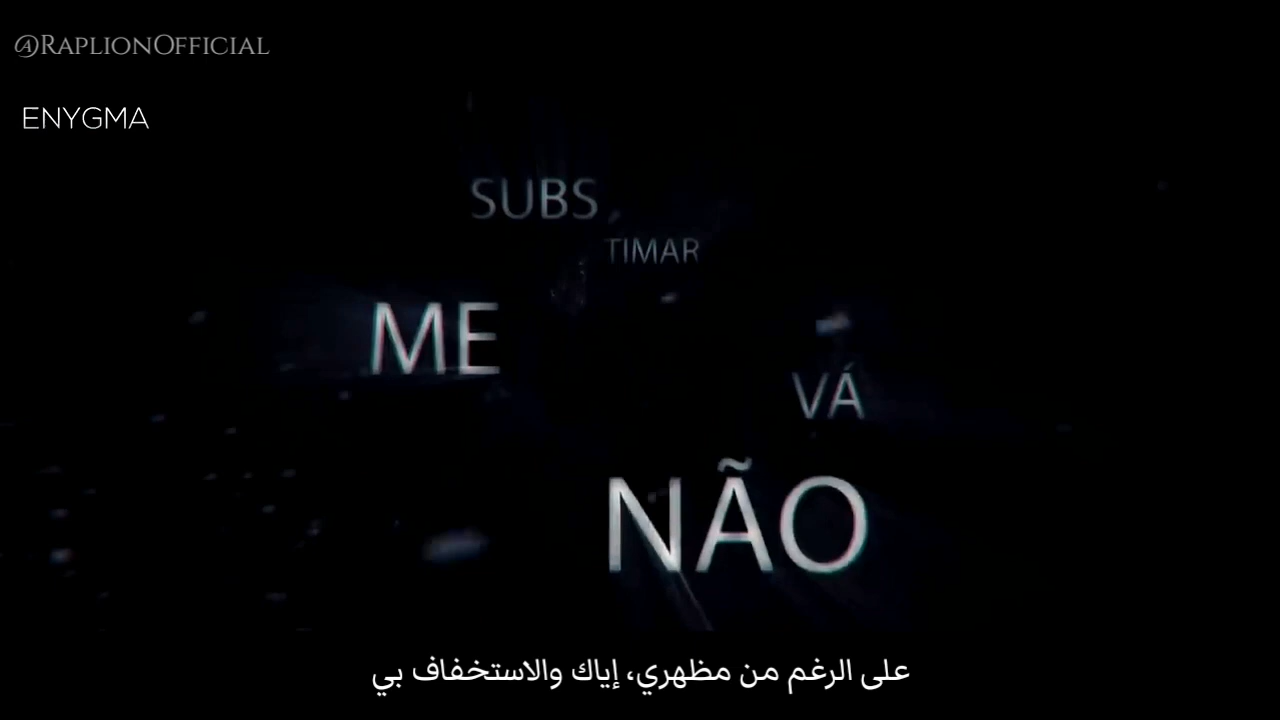 @RAPLIONOFFICIAL
ENYGMA
SUBS
TIMAR
ME
VÁ
NÃO
على الرغم من مظهري، إياك والاستخفاف بي